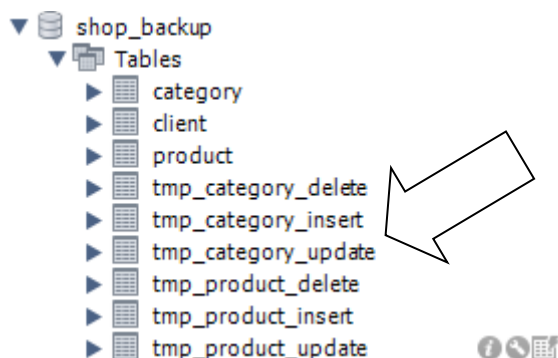 shop_backup
Tables
category
client
product
tmp_category_delete
tmp_category_insert
tmp_category_update
tmp_product_delete
tmp_product_insert
tmp_product_update